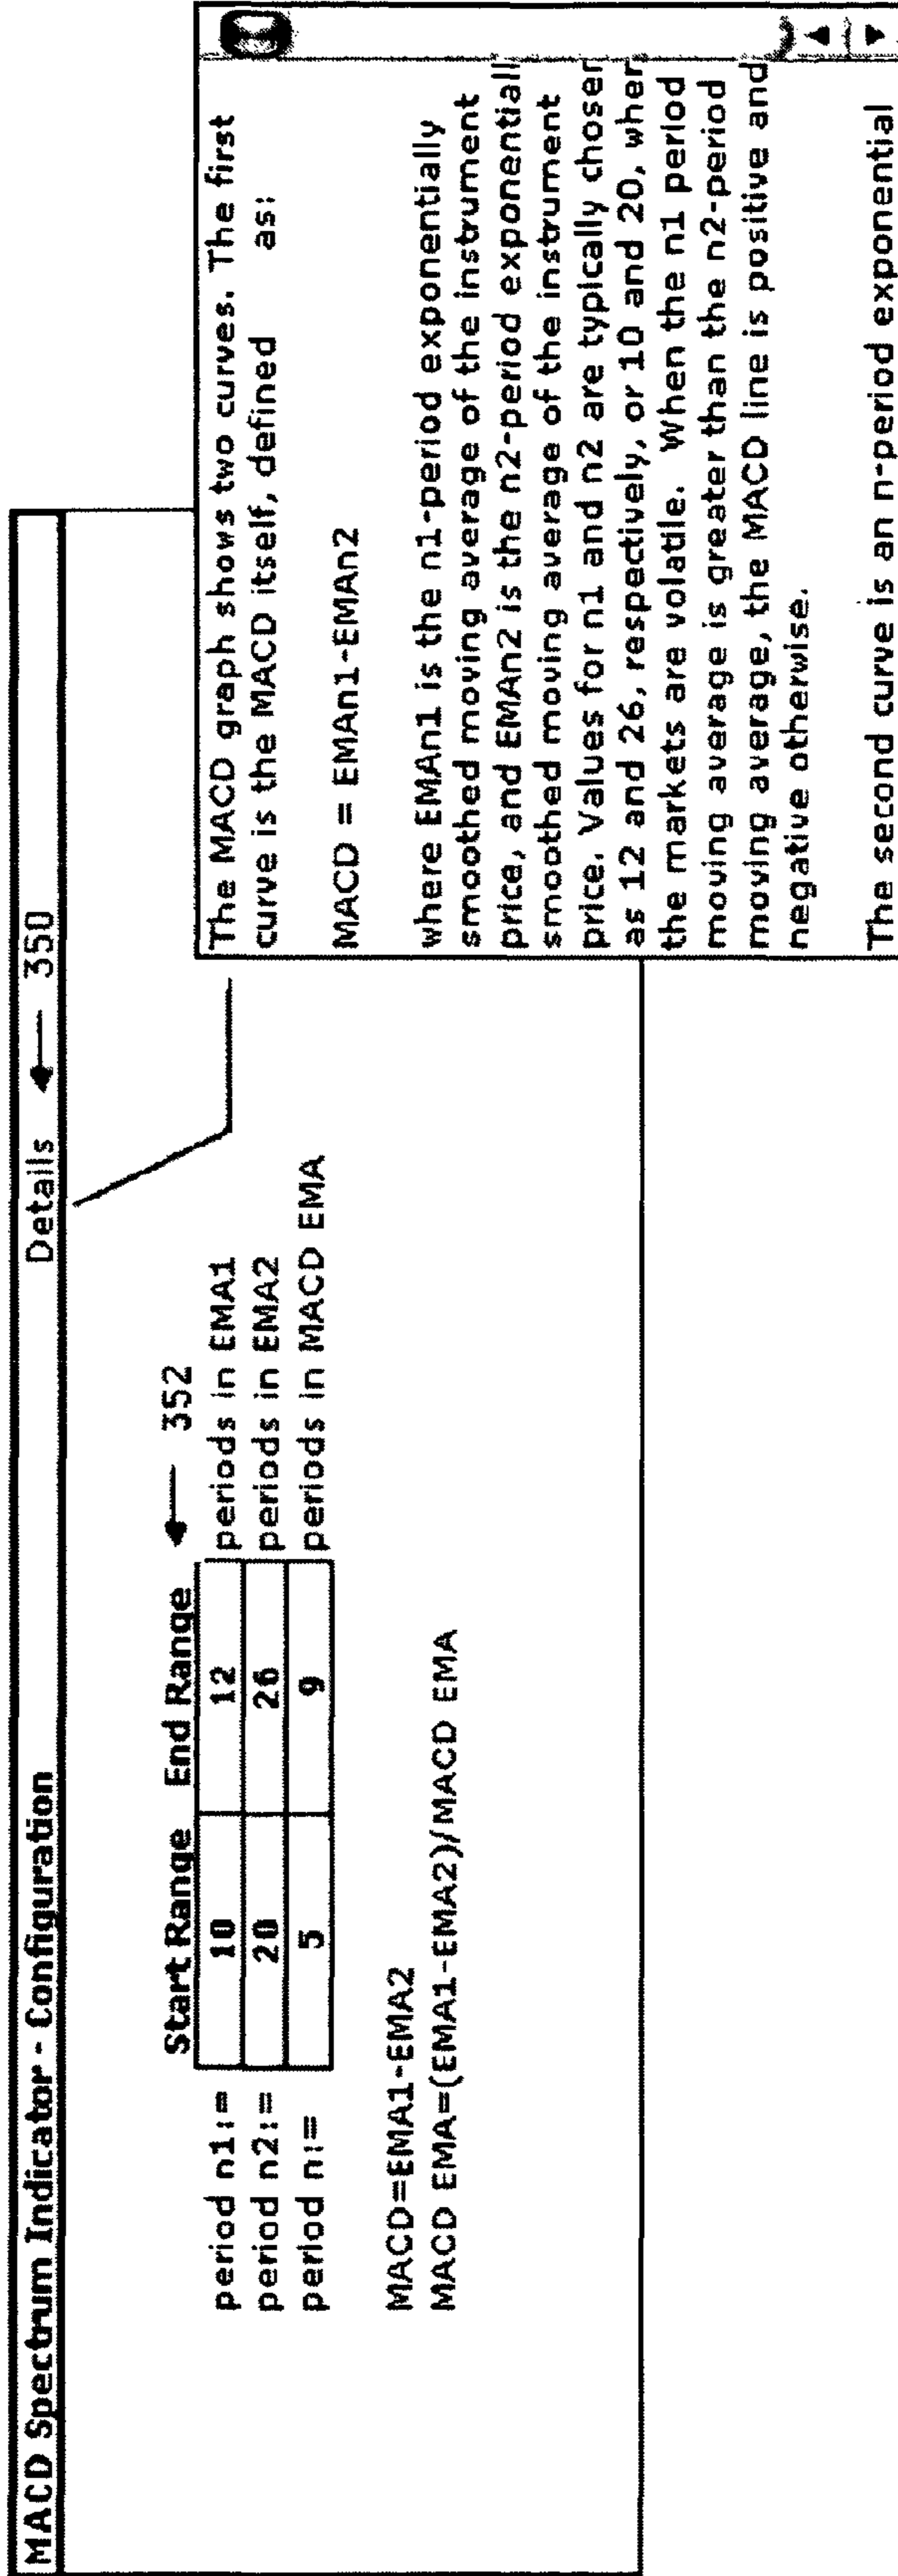 MACD Spectrum Indicator - Configuration Details 350
Start Range End Range 352
period n1:= 10 12 periods in EMA1
period n2:= 20 26 periods in EMA2
period n:= 5 9 periods in MACD EMA
MACD=EMA1-EMA2
MACD EMA=(EMA1-EMA2)/MACD EMA
The MACD graph shows two curves. The first
curve is the MACD itself, defined as:
MACD = EMAn1-EMAn2
where EMAn1 is the n1-period exponentially
smoothed moving average of the instrument
price, and EMAn2 is the n2-period exponentiall
smoothed moving average of the instrument
price. Values for n1 and n2 are typically choser
as 12 and 26, respectively, or 10 and 20, wher
the markets are volatile. When the n1 period
moving average is greater than the n2-period
moving average, the MACD line is positive and
negative otherwise.
The second curve is an n-period exponential